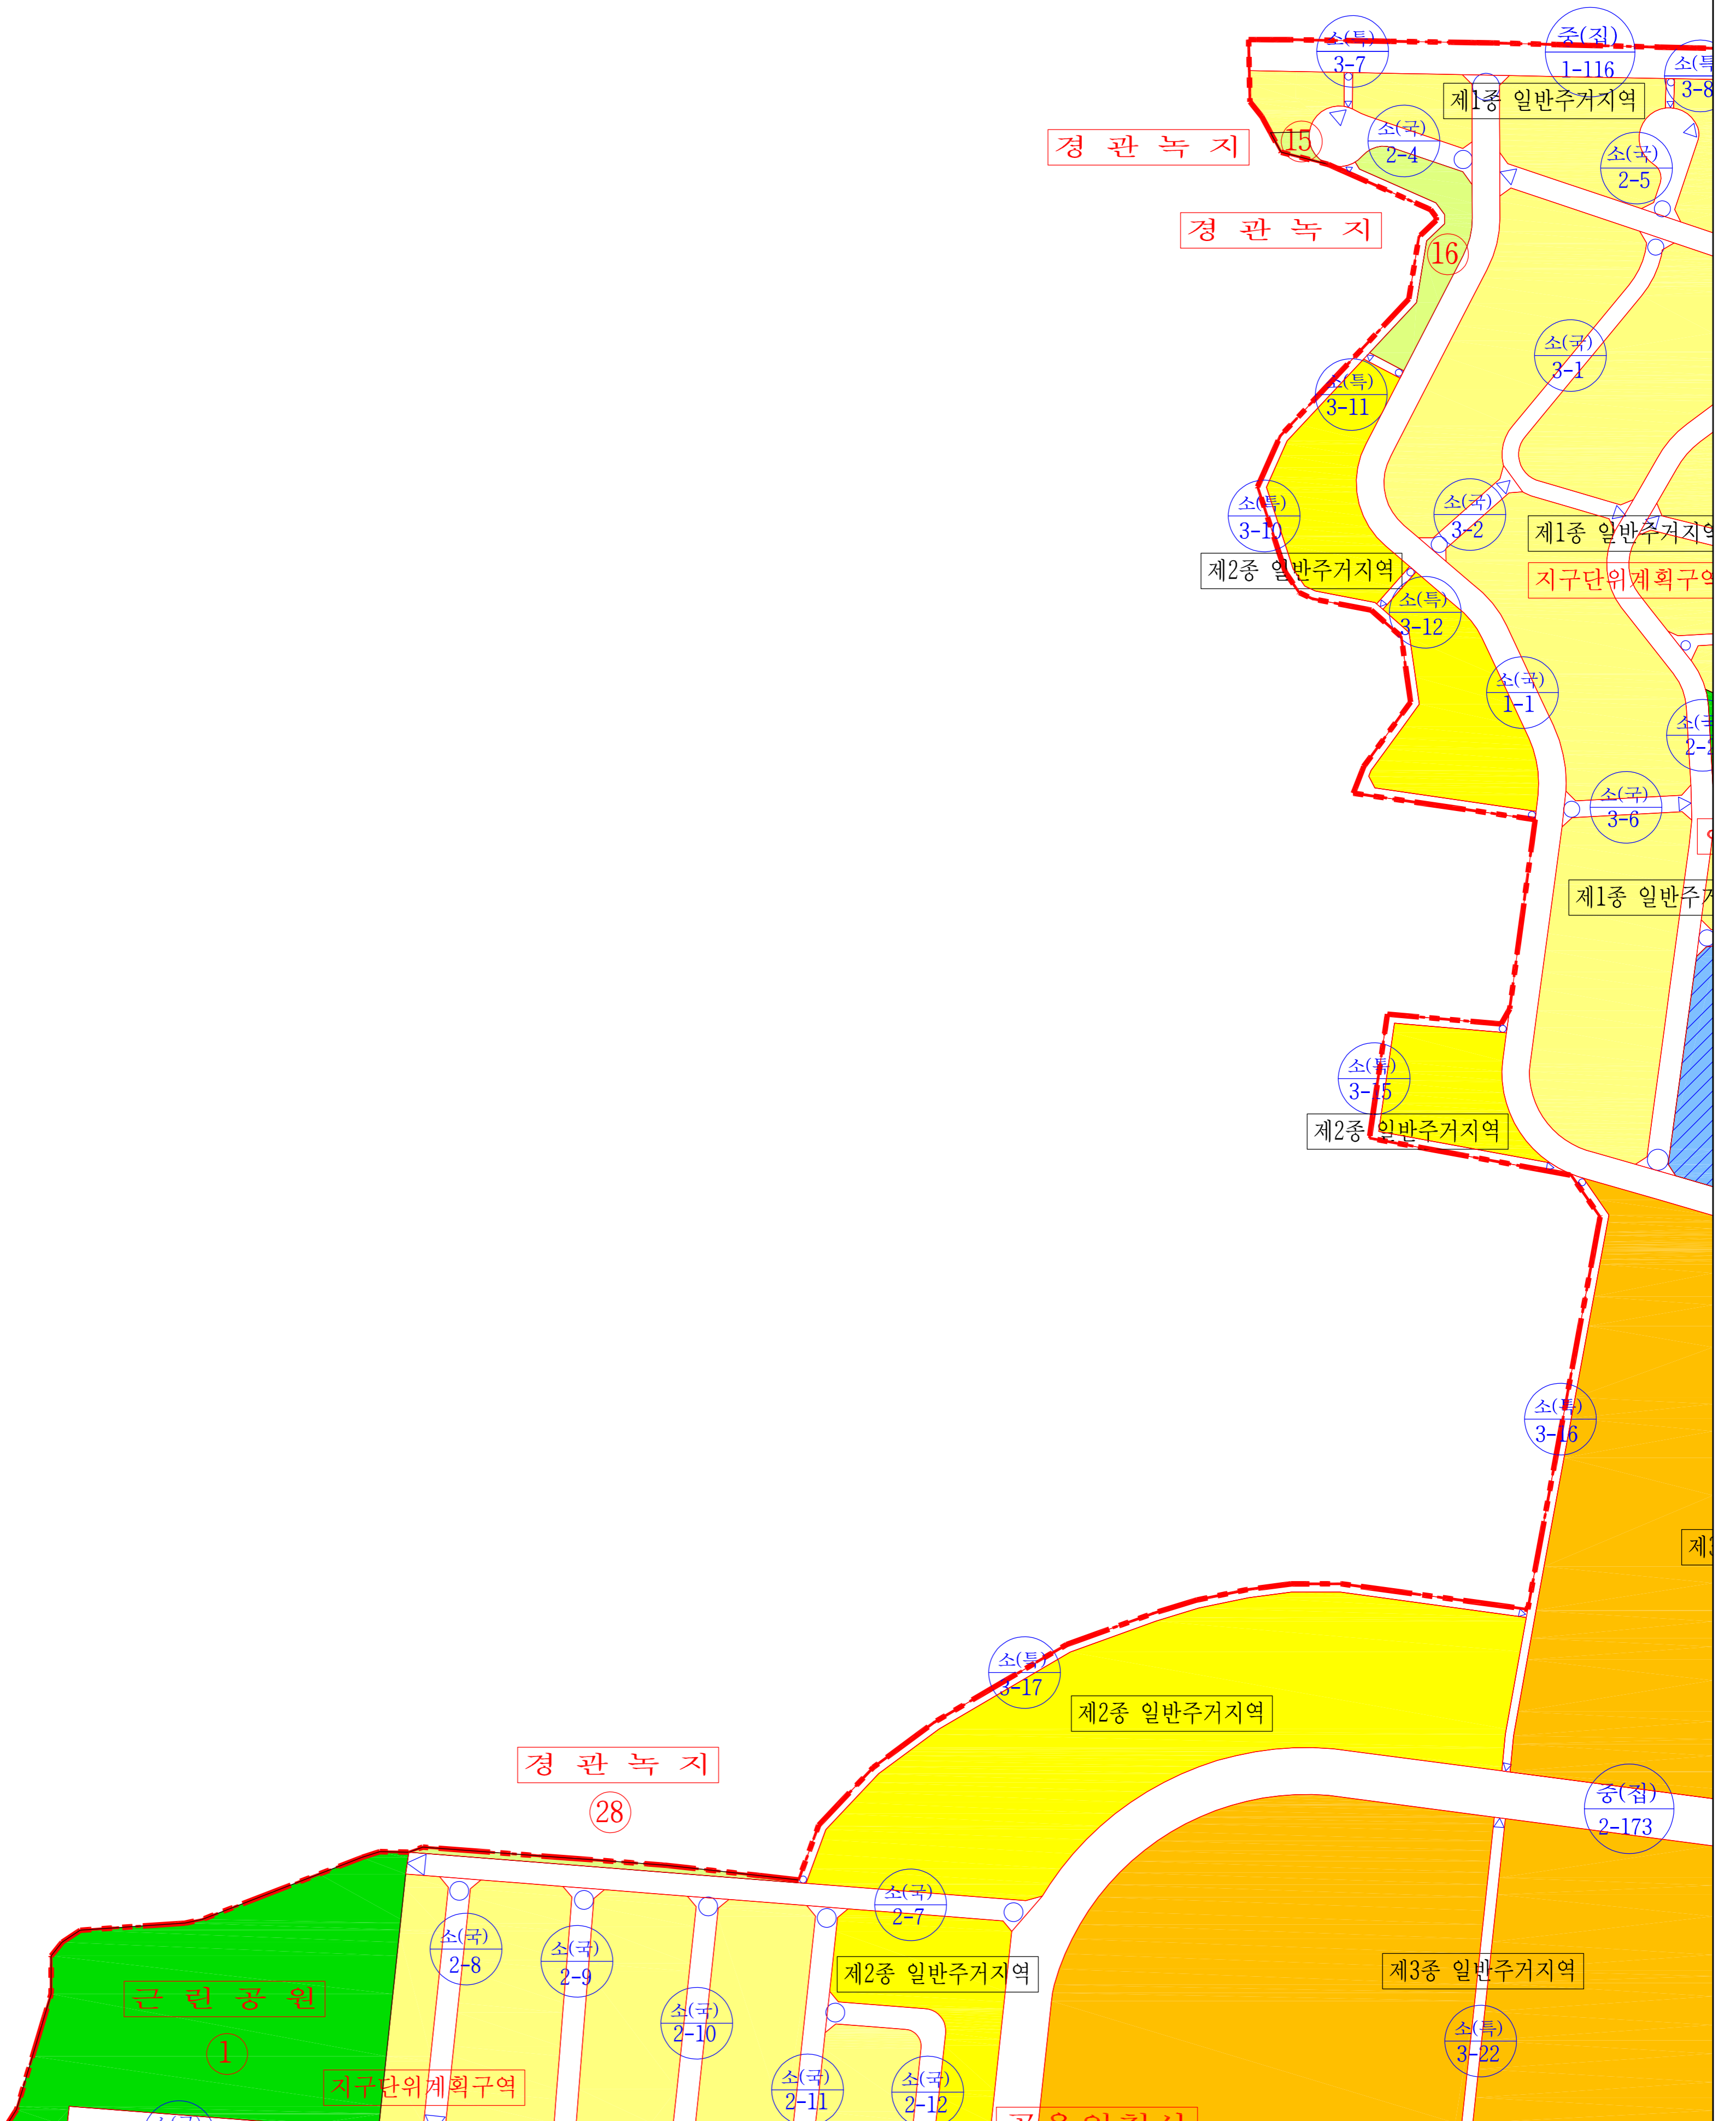 소(특)
3-7
중(집)
1-116
소(특
3-8
제1종 일반주거지역
경 관 녹 지
15
소(국)
2-4
소(국)
2-5
경 관 녹 지
16
소(국)
3-1
소(특)
3-11
소(특)
3-10
소(국)
3-2
제1종 일반주거지역
제2종 일반주거지역
지구단위계획구역
소(특)
3-12
소(국)
1-1
소(국
2-2
소(국)
3-6
제1종 일반주거
소(특)
3-15
제2종 일반주거지역
소(특)
3-16
제3
소(특)
3-17
제2종 일반주거지역
경 관 녹 지
28
중(집)
2-173
소(국)
2-7
소(국)
2-8
소(국)
2-9
제2종 일반주거지역
제3종 일반주거지역
근 린 공 원
1
소(국)
2-10
소(특)
3-22
지구단위계획구역
소(국)
2-11
소(국)
2-12